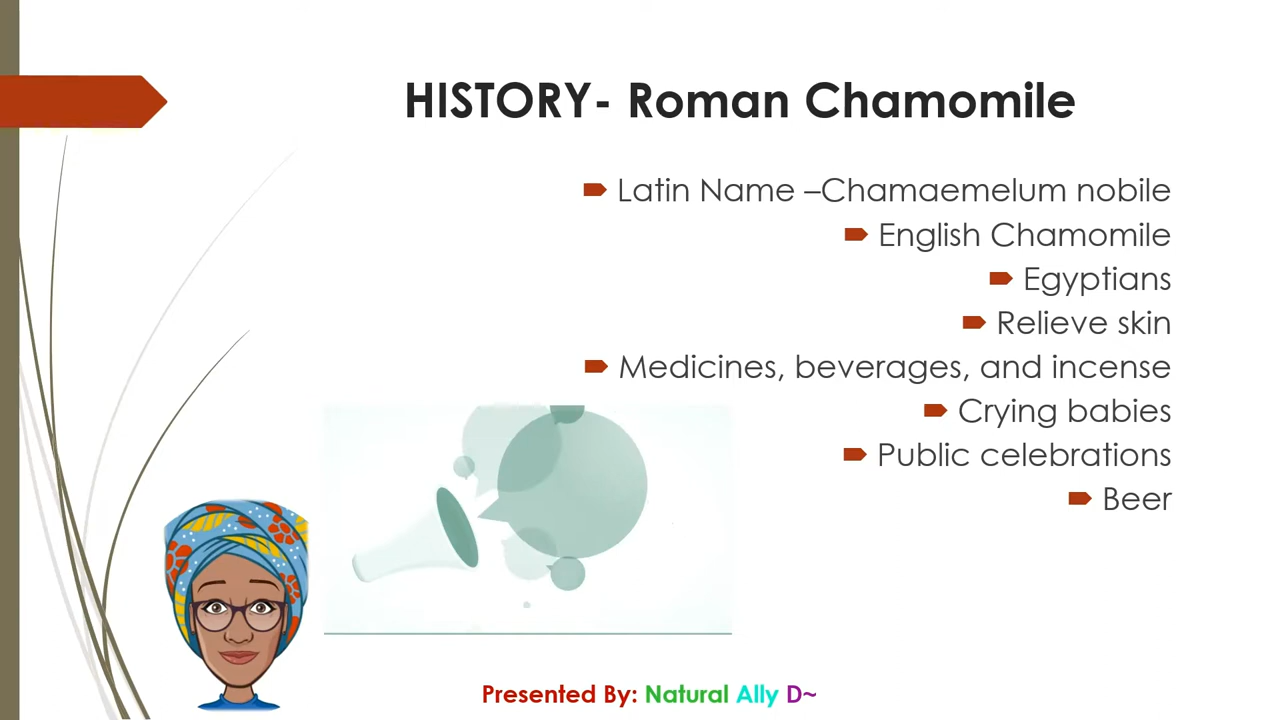 HISTORY- Roman Chamomile
Latin Name –Chamaemelum nobile
English Chamomile
Egyptians
Relieve skin
Medicines, beverages, and incense
Crying babies
Public celebrations
Beer
Presented By: Natural Ally D~